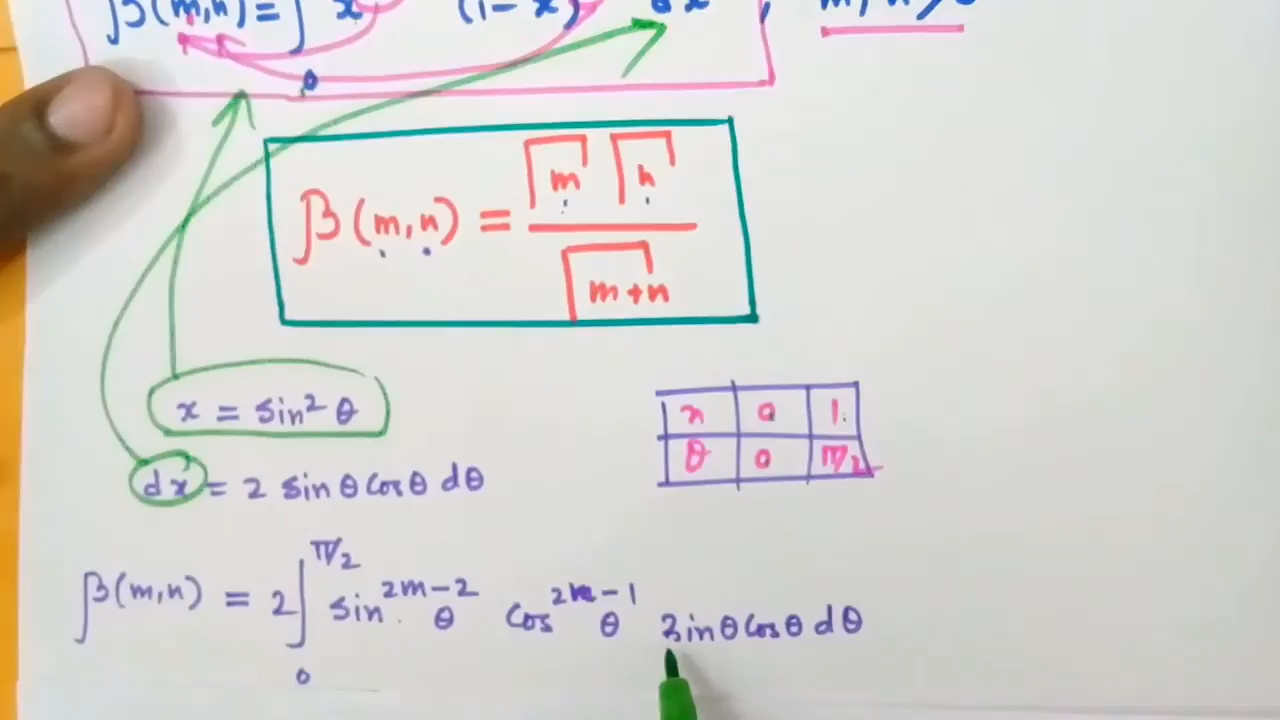 β(m,n) = ∫ x (1-x) dx , m,n>0
0
β(m,n) = Γm Γn / Γm+n
x = sin² θ
x 0 1
dx = 2 sinθ cosθ dθ
θ 0 π/2
β(m,n) = 2 ∫₀^(π/2) sin^(2m-2) θ cos^(2n-1) θ sinθ cosθ dθ